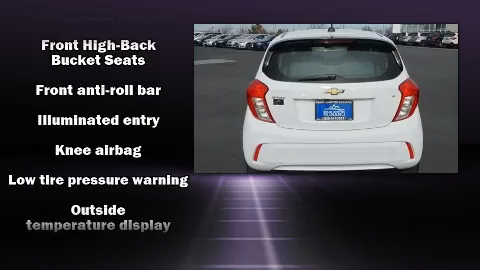 Front High-Back
Bucket Seats
Front anti-roll bar
Illuminated entry
Knee airbag
Low tire pressure warning
Outside
temperature display